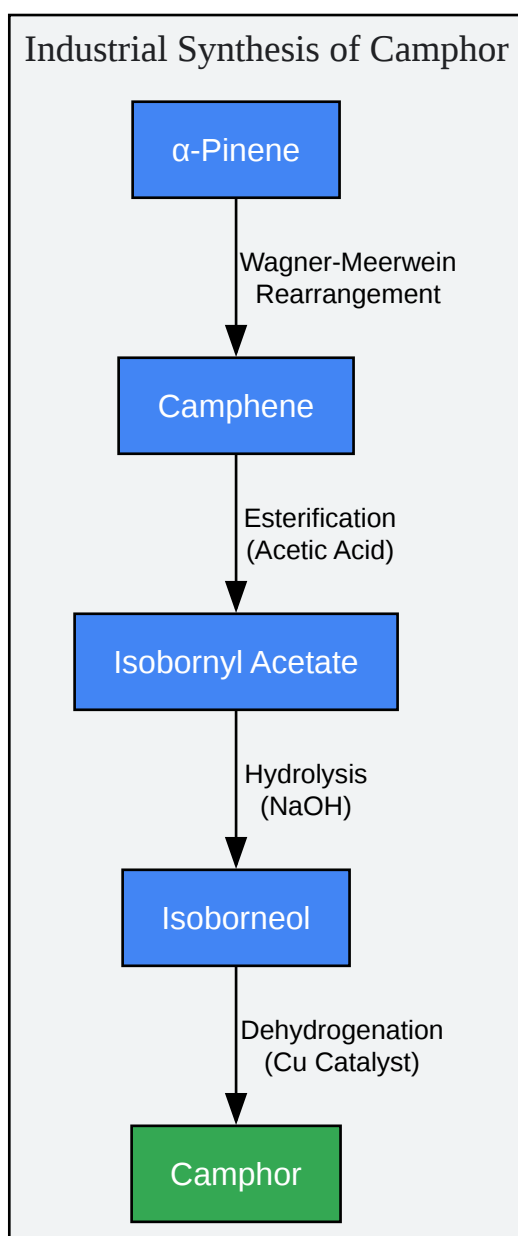 Industrial Synthesis of Camphor
α-Pinene
Wagner-Meerwein
Rearrangement
Camphene
Esterification
(Acetic Acid)
Isobornyl Acetate
Hydrolysis
(NaOH)
Isoborneol
Dehydrogenation
(Cu Catalyst)
Camphor